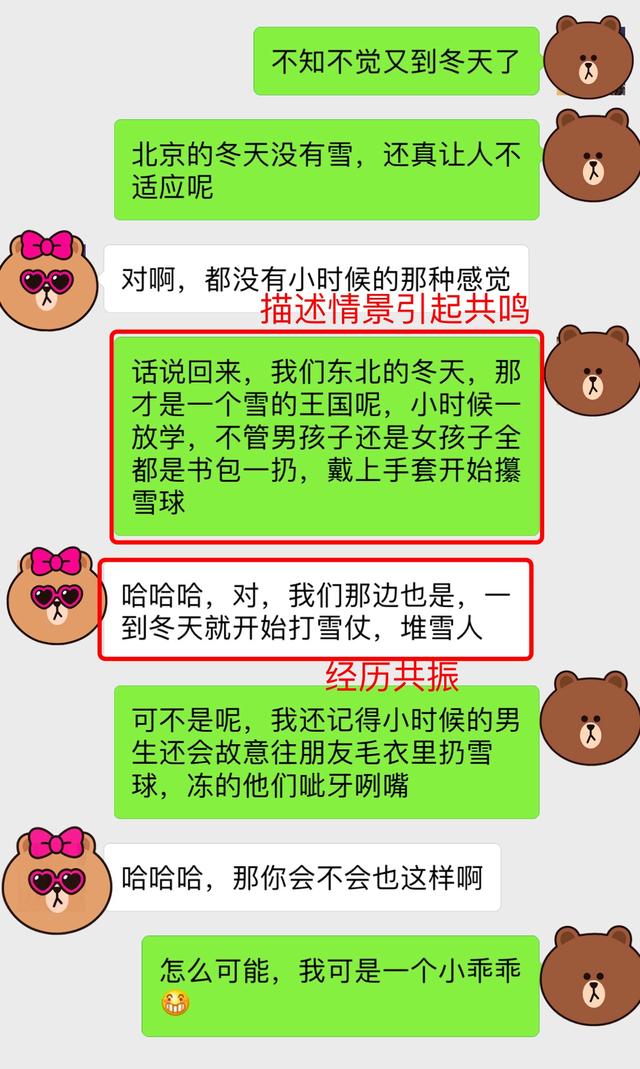 不知不觉又到冬天了
北京的冬天没有雪，还真让人不
适应呢
对啊，都没有小时候的那种感觉
描述情景引起共鸣
话说回来，我们东北的冬天，那
才是一个雪的王国呢，小时候一
放学，不管男孩子还是女孩子全
都是书包一扔，戴上手套开始攥
雪球
哈哈哈，对，我们那边也是，一
到冬天就开始打雪仗，堆雪人
经历共振
可不是呢，我还记得小时候的男
生还会故意往朋友毛衣里扔雪
球，冻的他们呲牙咧嘴
哈哈哈，那你会不会也这样啊
怎么可能，我可是一个小乖乖
😁